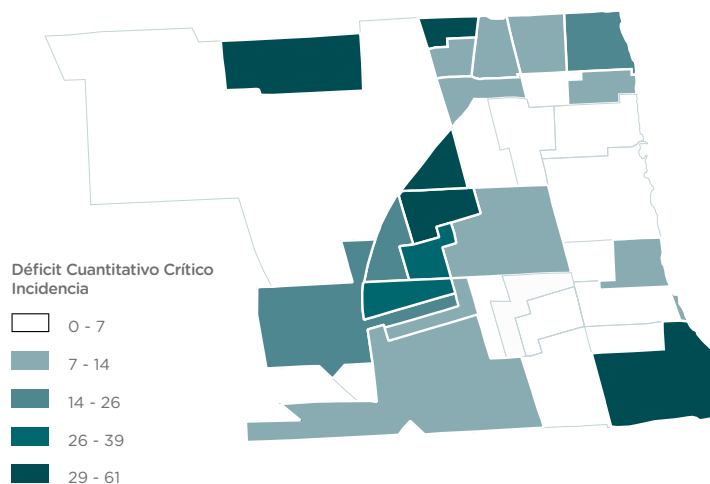 Déficit Cuantitativo Crítico
Incidencia
0 - 7
7 - 14
14 - 26
26 - 39
29 - 61